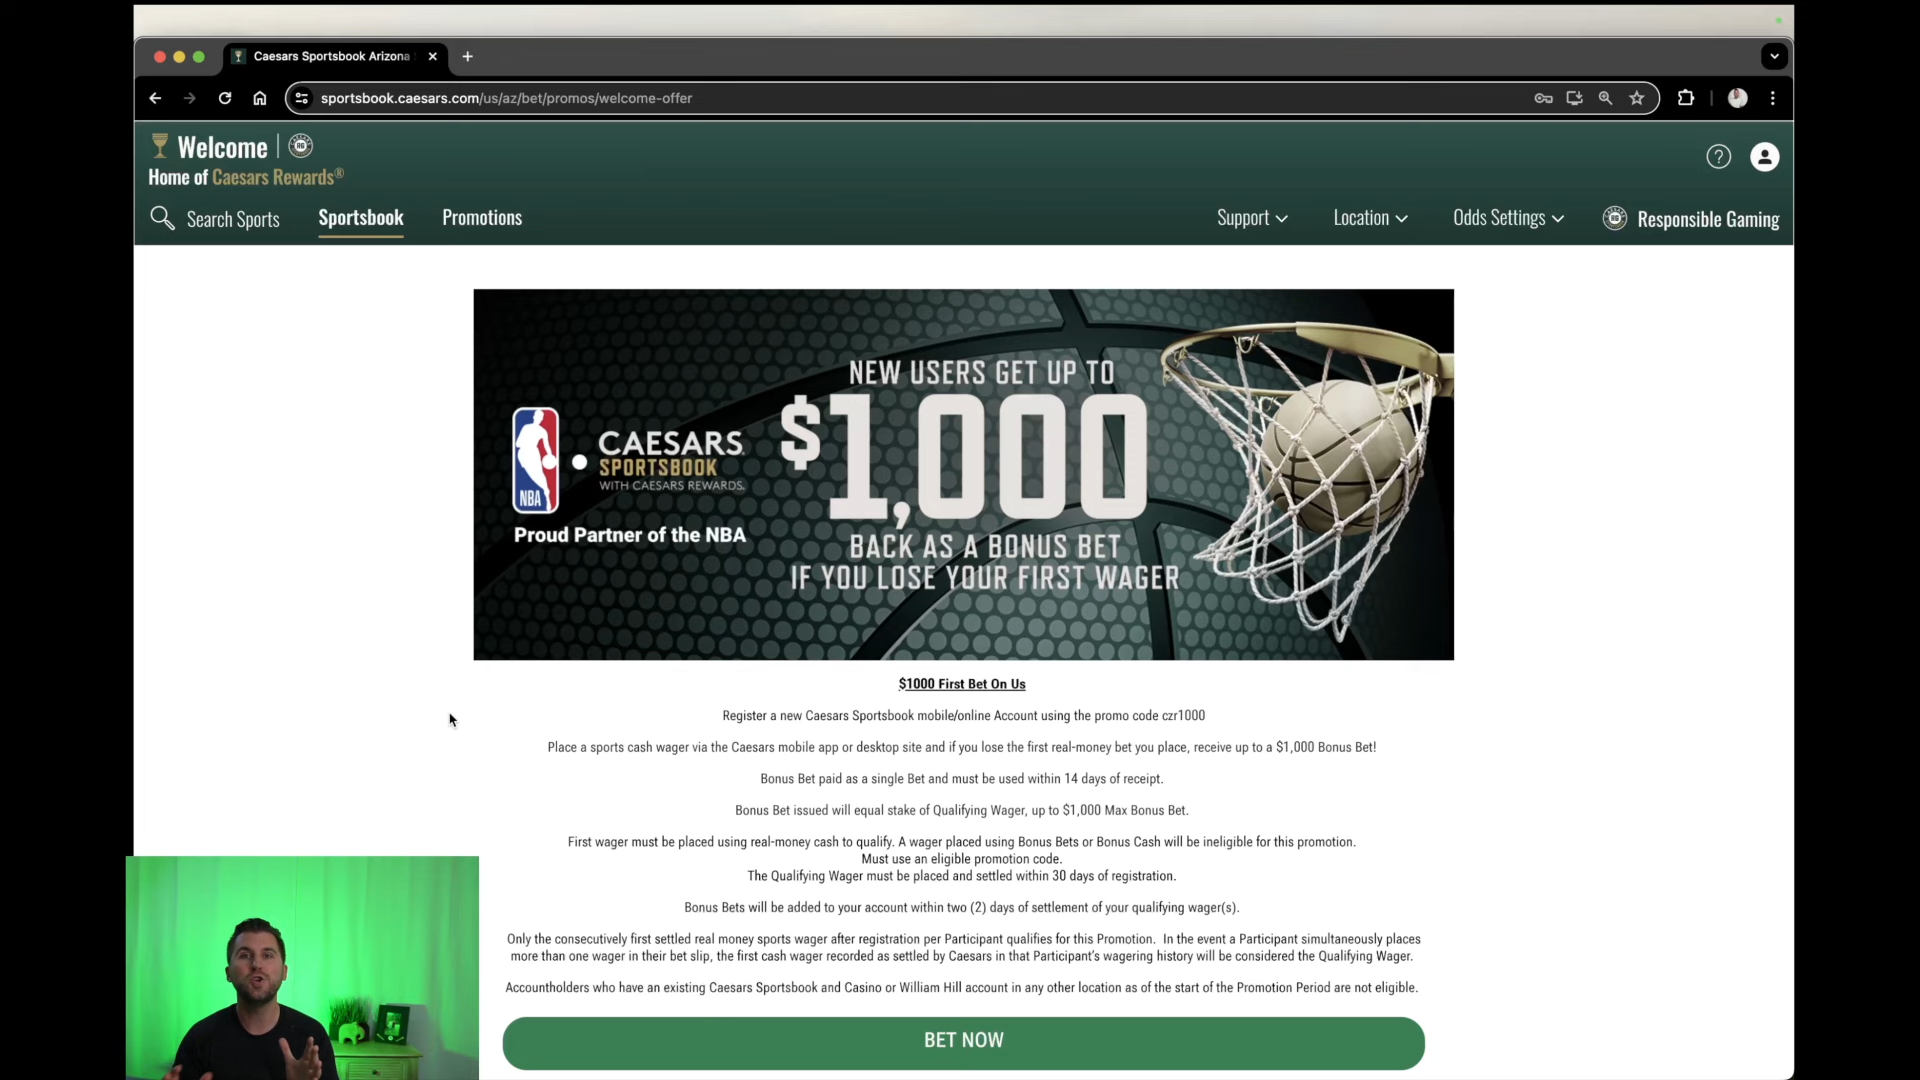 Caesars Sportsbook Arizona
sportsbook.caesars.com/us/az/bet/promos/welcome-offer
Welcome
Home of Caesars Rewards®
Search Sports
Sportsbook
Promotions
Support
Location
Odds Settings
Responsible Gaming
NEW USERS GET UP TO
$1,000
BACK AS A BONUS BET
IF YOU LOSE YOUR FIRST WAGER
NBA
CAESARS
SPORTSBOOK
WITH CAESARS REWARDS.
Proud Partner of the NBA
$1000 First Bet On Us
Register a new Caesars Sportsbook mobile/online Account using the promo code czr1000
Place a sports cash wager via the Caesars mobile app or desktop site and if you lose the first real-money bet you place, receive up to a $1,000 Bonus Bet!
Bonus Bet paid as a single Bet and must be used within 14 days of receipt.
Bonus Bet issued will equal stake of Qualifying Wager, up to $1,000 Max Bonus Bet.
First wager must be placed using real-money cash to qualify. A wager placed using Bonus Bets or Bonus Cash will be ineligible for this promotion.
Must use an eligible promotion code.
The Qualifying Wager must be placed and settled within 30 days of registration.
Bonus Bets will be added to your account within two (2) days of settlement of your qualifying wager(s).
Only the consecutively first settled real money sports wager after registration per Participant qualifies for this Promotion. In the event a Participant simultaneously places
more than one wager in their bet slip, the first cash wager recorded as settled by Caesars in that Participant's wagering history will be considered the Qualifying Wager.
Accountholders who have an existing Caesars Sportsbook and Casino or William Hill account in any other location as of the start of the Promotion Period are not eligible.
BET NOW